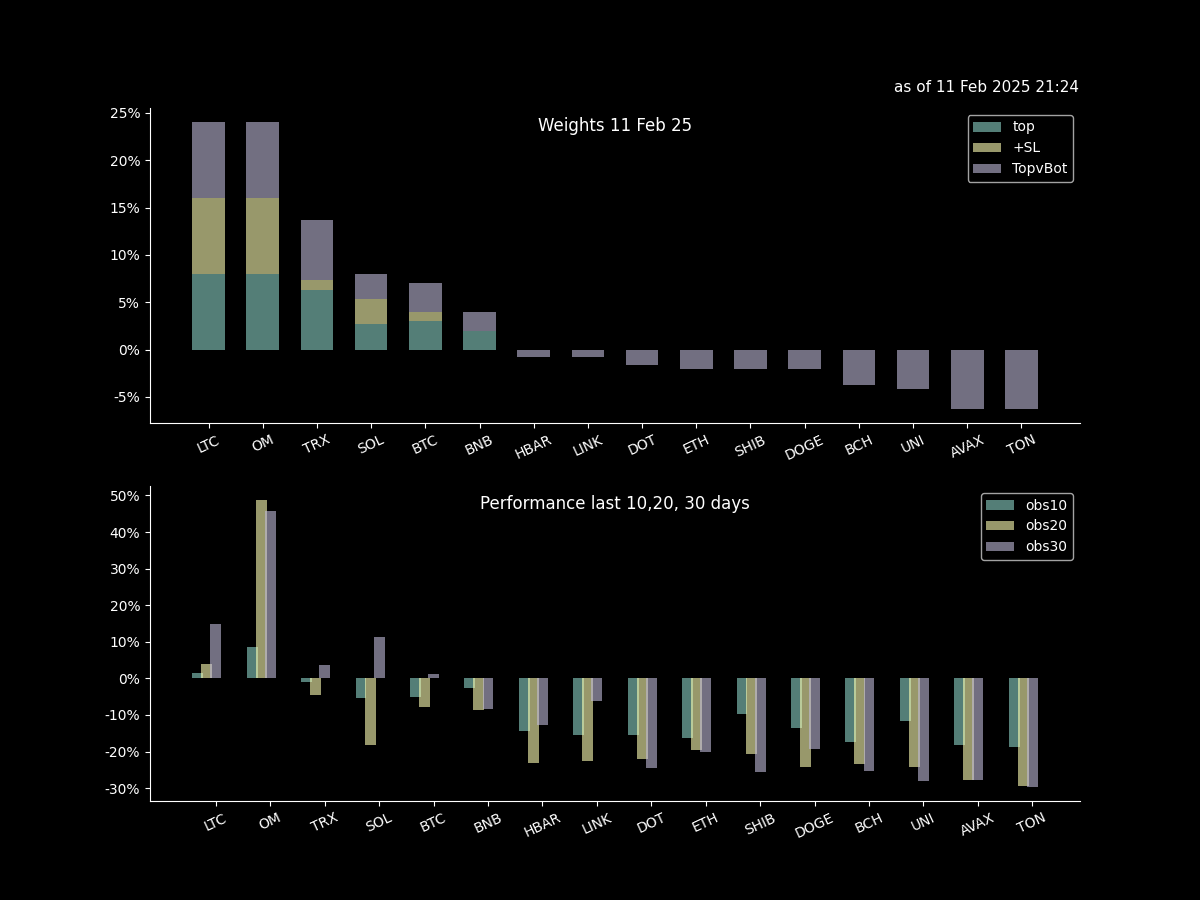 as of 11 Feb 2025 21:24
Weights 11 Feb 25
top
+SL
TopvBot
25%
20%
15%
10%
5%
0%
-5%
LTC OM TRX SOL BTC BNB HBAR LINK DOT ETH SHIB DOGE BCH UNI AVAX TON
Performance last 10,20, 30 days
obs10
obs20
obs30
50%
40%
30%
20%
10%
0%
-10%
-20%
-30%
LTC OM TRX SOL BTC BNB HBAR LINK DOT ETH SHIB DOGE BCH UNI AVAX TON